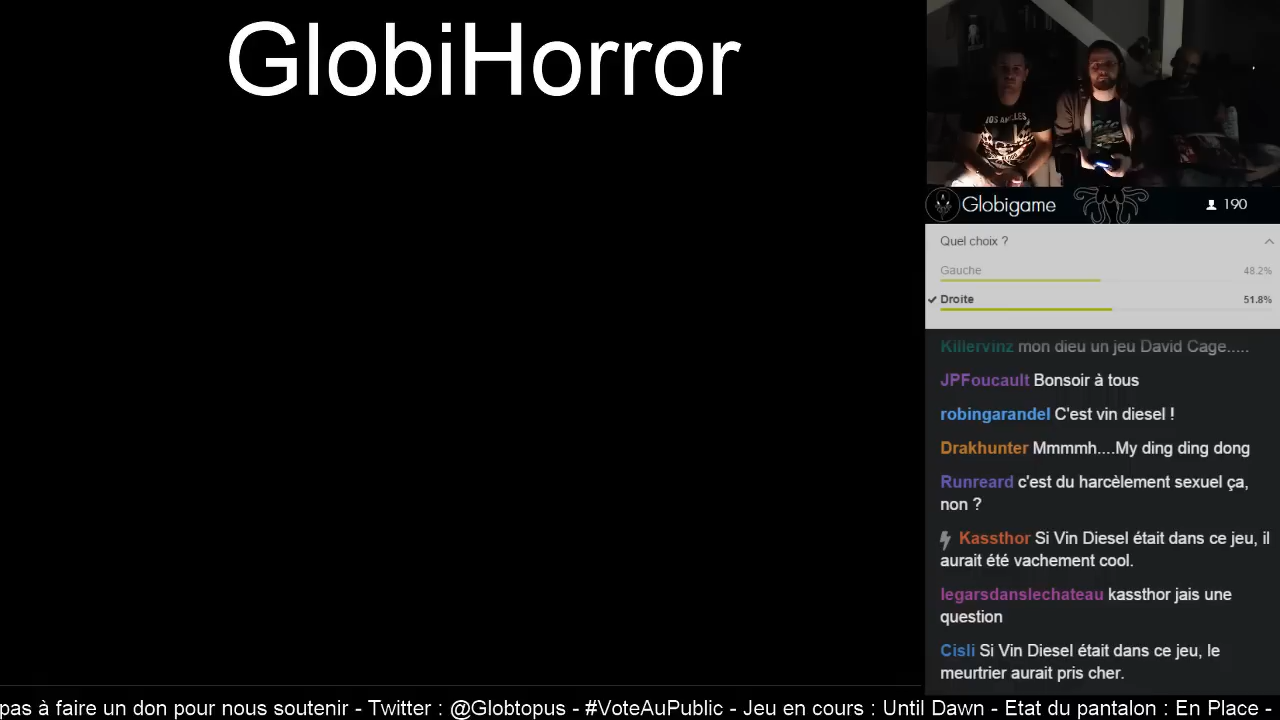 GlobiHorror
LOS ANGELES
Globigame
190
Quel choix ?
Gauche 48.2%
Droite 51.8%
Killervinz mon dieu un jeu David Cage.....
JPFoucault Bonsoir à tous
robingarandel C'est vin diesel !
Drakhunter Mmmmh....My ding ding dong
Runreard c'est du harcèlement sexuel ça,
non ?
Kassthor Si Vin Diesel était dans ce jeu, il
aurait été vachement cool.
legarsdanslechateau kassthor jais une
question
Cisli Si Vin Diesel était dans ce jeu, le
meurtrier aurait pris cher.
pas à faire un don pour nous soutenir - Twitter : @Globtopus - #VoteAuPublic - Jeu en cours : Until Dawn - Etat du pantalon : En Place -